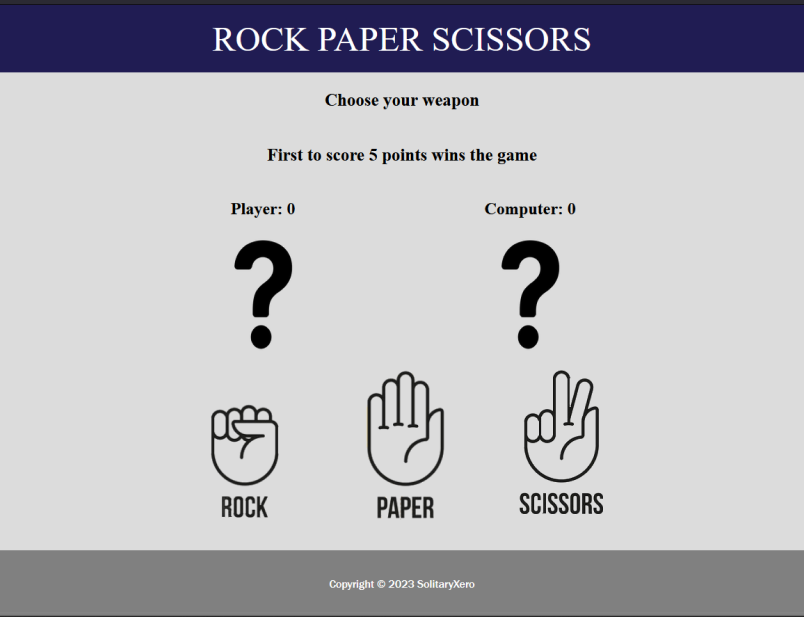 ROCK PAPER SCISSORS
Choose your weapon
First to score 5 points wins the game
Player: 0
Computer: 0
?
?
ROCK
PAPER
SCISSORS
Copyright © 2023 SolitaryXero